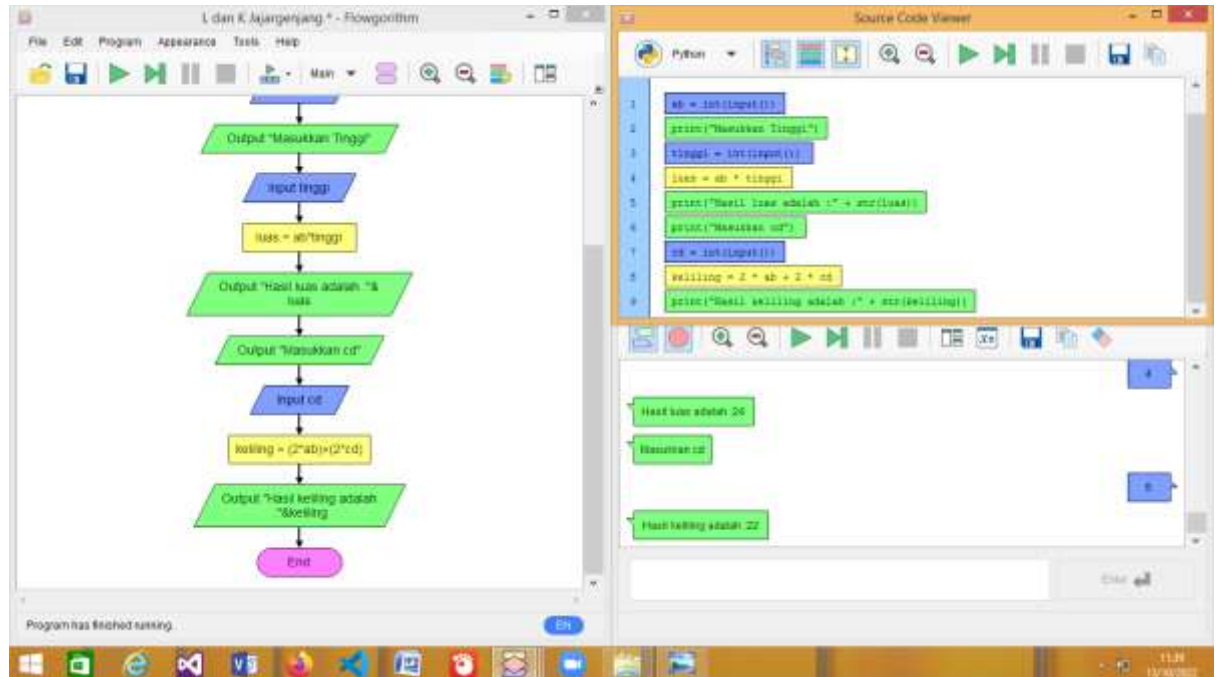 L dan K Jajargenjang * - Flowgorithm
File Edit Program Appearance Tools Help
Main
Output "Masukkan Tinggi"
Input tinggi
luas = ab*tinggi
Output "Hasil luas adalah :"&
luas
Output "Masukkan cd"
Input cd
keliling = (2*ab)+(2*cd)
Output "Hasil keliling adalah
:"&keliling
End
Program has finished running.
EN
Source Code Viewer
Python
1 ab = int(input())
2 print("Masukkan Tinggi")
3 tinggi = int(input())
4 luas = ab * tinggi
5 print("Hasil luas adalah :" + str(luas))
6 print("Masukkan cd")
7 cd = int(input())
8 keliling = 2 * ab + 2 * cd
9 print("Hasil keliling adalah :" + str(keliling))
4
Hasil luas adalah :
Masukkan cd
6
Hasil keliling adalah :22
Enter